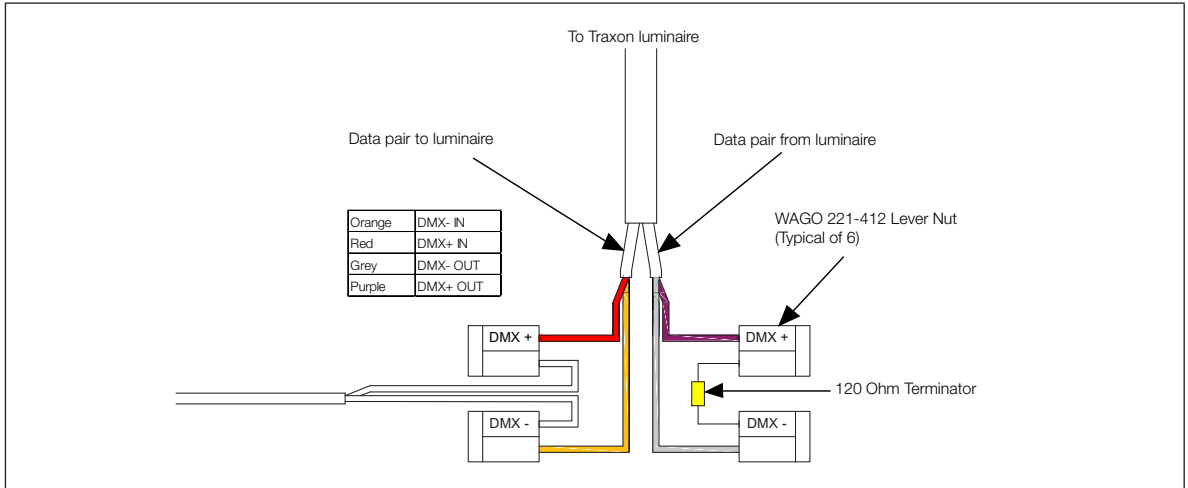 To Traxon luminaire
Data pair to luminaire
Data pair from luminaire
WAGO 221-412 Lever Nut
(Typical of 6)
Orange DMX- IN
Red DMX+ IN
Grey DMX- OUT
Purple DMX+ OUT
DMX +
DMX +
120 Ohm Terminator
DMX -
DMX -